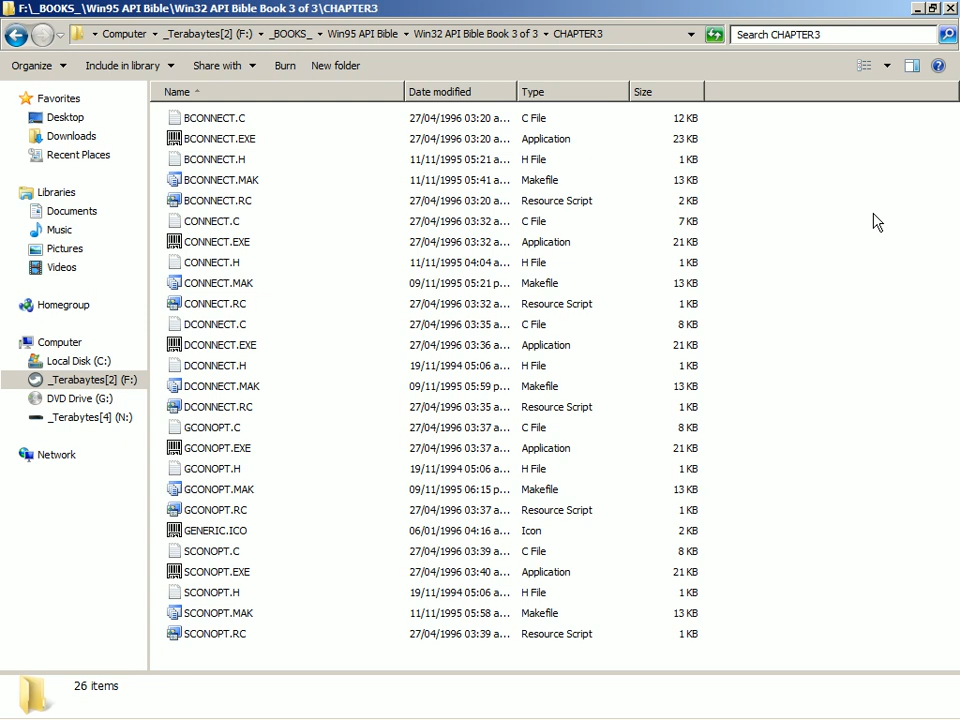 F:\_BOOKS_\Win95 API Bible\Win32 API Bible Book 3 of 3\CHAPTER3
Computer _Terabaytes[2] (F:) _BOOKS_ Win95 API Bible Win32 API Bible Book 3 of 3 CHAPTER3 Search CHAPTER3
Organize Include in library Share with Burn New folder
Favorites
Desktop
Downloads
Recent Places
Libraries
Documents
Music
Pictures
Videos
Homegroup
Computer
Local Disk (C:)
_Terabaytes[2] (F:)
DVD Drive (G:)
_Terabytes[4] (N:)
Network
Name Date modified Type Size
BCONNECT.C 27/04/1996 03:20 a... C File 12 KB
BCONNECT.EXE 27/04/1996 03:20 a... Application 23 KB
BCONNECT.H 11/11/1995 05:21 p... H File 1 KB
BCONNECT.MAK 11/11/1995 05:41 p... Makefile 13 KB
BCONNECT.RC 27/04/1996 03:20 a... Resource Script 2 KB
CONNECT.C 27/04/1996 03:32 a... C File 7 KB
CONNECT.EXE 27/04/1996 03:32 a... Application 21 KB
CONNECT.H 11/11/1995 04:04 a... H File 1 KB
CONNECT.MAK 09/11/1995 05:21 p... Makefile 13 KB
CONNECT.RC 27/04/1996 03:32 a... Resource Script 1 KB
DCONNECT.C 27/04/1996 03:35 a... C File 8 KB
DCONNECT.EXE 27/04/1996 03:36 a... Application 21 KB
DCONNECT.H 19/11/1994 05:06 a... H File 1 KB
DCONNECT.MAK 09/11/1995 05:59 p... Makefile 13 KB
DCONNECT.RC 27/04/1996 03:35 a... Resource Script 1 KB
GCONOPT.C 27/04/1996 03:37 a... C File 8 KB
GCONOPT.EXE 27/04/1996 03:37 a... Application 21 KB
GCONOPT.H 19/11/1994 05:06 a... H File 1 KB
GCONOPT.MAK 09/11/1995 06:15 p... Makefile 13 KB
GCONOPT.RC 27/04/1996 03:37 a... Resource Script 1 KB
GENERIC.ICO 06/01/1996 04:16 a... Icon 2 KB
SCONOPT.C 27/04/1996 03:39 a... C File 8 KB
SCONOPT.EXE 27/04/1996 03:40 a... Application 21 KB
SCONOPT.H 19/11/1994 05:06 a... H File 1 KB
SCONOPT.MAK 11/11/1995 05:58 a... Makefile 13 KB
SCONOPT.RC 27/04/1996 03:39 a... Resource Script 1 KB
26 items